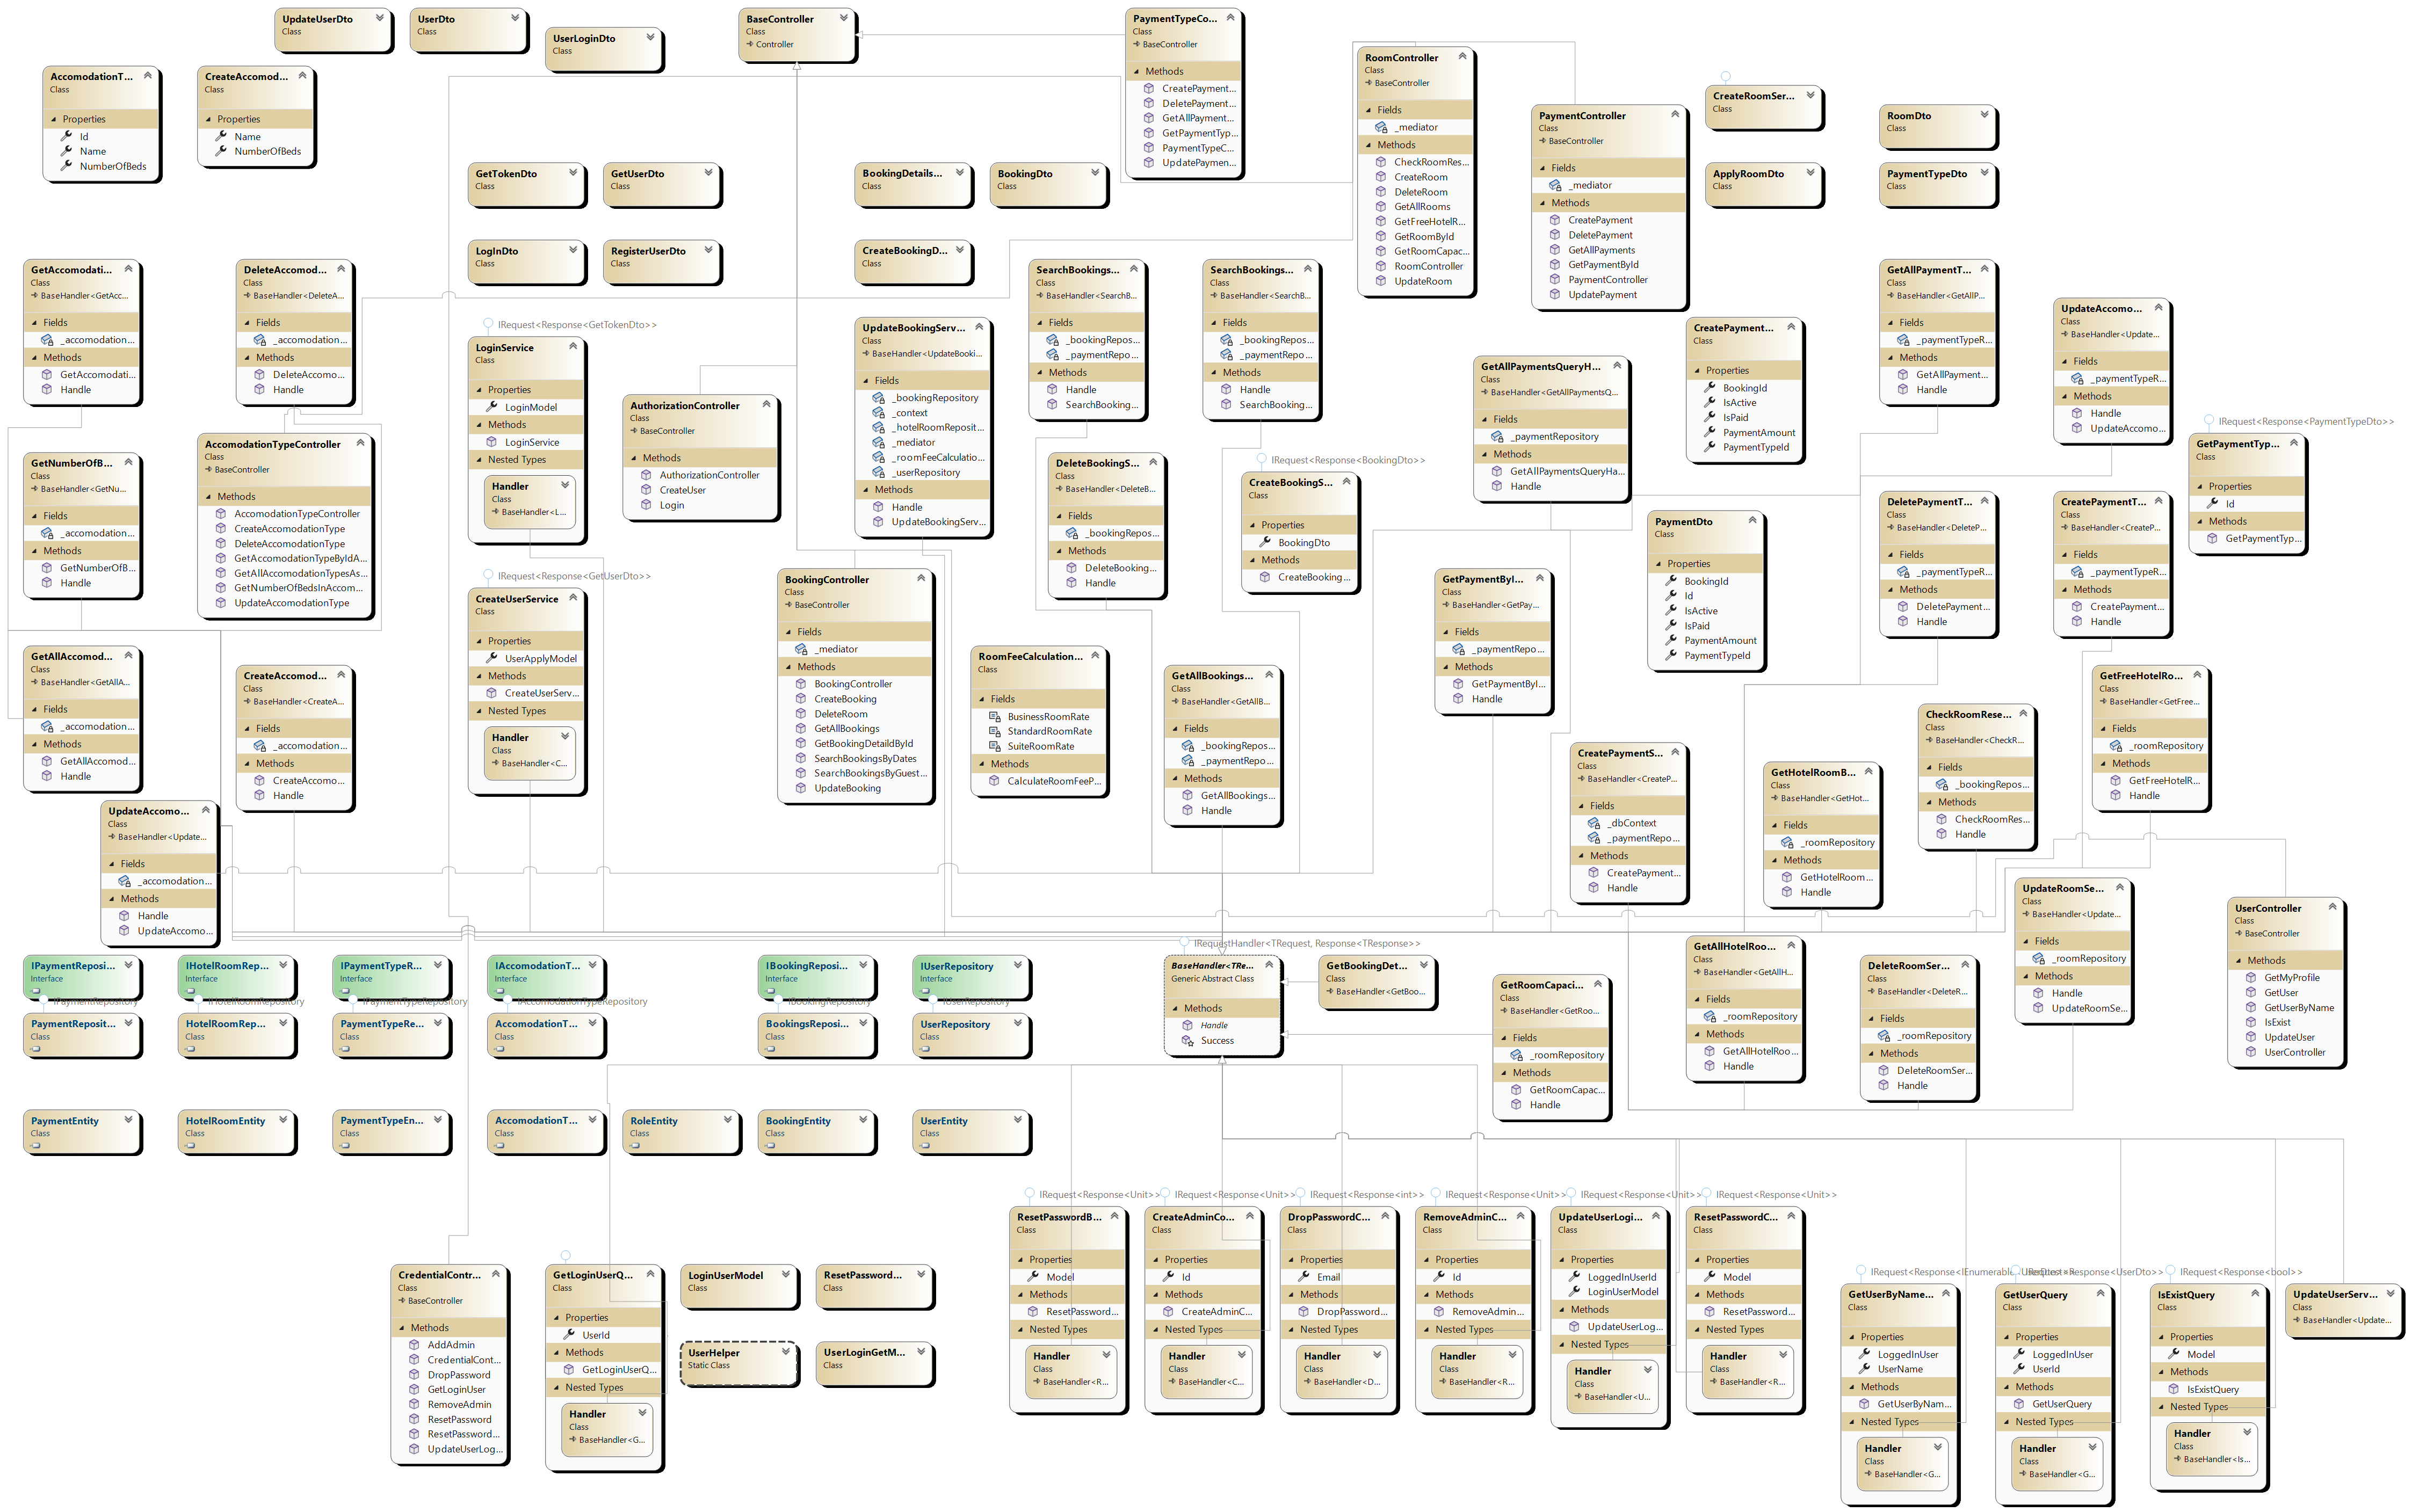 UpdateUserDto
Class
UserDto
Class
UserLoginDto
Class
BaseController
Class
Controller
PaymentTypeCo...
Class
BaseController
Methods
CreatePayment...
DeletePayment...
GetAllPayment...
GetPaymentTyp...
PaymentTypeC...
UpdatePaymen...
RoomController
Class
BaseController
Fields
_mediator
Methods
CheckRoomRes...
CreateRoom
DeleteRoom
GetAllRooms
GetFreeHotelR...
GetRoomById
GetRoomCapac...
RoomController
UpdateRoom
AccomodationT...
Class
Properties
Id
Name
NumberOfBeds
CreateAccomod...
Class
Properties
Name
NumberOfBeds
PaymentController
Class
BaseController
Fields
_mediator
Methods
CreatePayment
DeletePayment
GetAllPayments
GetPaymentById
PaymentController
UpdatePayment
CreateRoomSer...
Class
RoomDto
Class
ApplyRoomDto
Class
PaymentTypeDto
Class
GetTokenDto
Class
GetUserDto
Class
BookingDetails...
Class
BookingDto
Class
LogInDto
Class
RegisterUserDto
Class
CreateBookingD...
Class
GetAccomodati...
Class
BaseHandler<GetAcc...
Fields
_accomodation...
Methods
GetAccomodati...
Handle
DeleteAccomod...
Class
BaseHandler<DeleteA...
Fields
_accomodation...
Methods
DeleteAccomo...
Handle
SearchBookings...
Class
BaseHandler<SearchB...
Fields
_bookingRepos...
_paymentRepo...
Methods
Handle
SearchBooking...
SearchBookings...
Class
BaseHandler<SearchB...
Fields
_bookingRepos...
_paymentRepo...
Methods
Handle
SearchBooking...
GetAllPaymentT...
Class
BaseHandler<GetAllP...
Fields
_paymentTypeR...
Methods
GetAllPayment...
Handle
UpdateAccomo...
Class
BaseHandler<Update...
Fields
_paymentTypeR...
Methods
Handle
UpdateAccomo...
IRequest<Response<GetTokenDto>>
LoginService
Class
Properties
LoginModel
Methods
LoginService
Nested Types
Handler
Class
BaseHandler<L...
UpdateBookingServ...
Class
BaseHandler<UpdateBooki...
Fields
_bookingRepository
_context
_hotelRoomReposit...
_mediator
_roomFeeCalculatio...
_userRepository
Methods
Handle
UpdateBookingServ...
CreatePayment...
Class
Properties
BookingId
IsActive
IsPaid
PaymentAmount
PaymentTypeId
GetAllPaymentsQueryH...
Class
BaseHandler<GetAllPaymentsQ...
Fields
_paymentRepository
Methods
GetAllPaymentsQueryHa...
Handle
AuthorizationController
Class
BaseController
Methods
AuthorizationController
CreateUser
Login
IRequest<Response<PaymentTypeDto>>
GetPaymentTyp...
Class
Properties
Id
Methods
GetPaymentTyp...
AccomodationTypeController
Class
BaseController
Methods
AccomodationTypeController
CreateAccomodationType
DeleteAccomodationType
GetAccomodationTypeByIdA...
GetAllAccomodationTypesAs...
GetNumberOfBedsInAccom...
UpdateAccomodationType
GetNumberOfB...
Class
BaseHandler<GetNu...
Fields
_accomodation...
Methods
GetNumberOfB...
Handle
DeleteBookingS...
Class
BaseHandler<DeleteB...
Fields
_bookingRepos...
Methods
DeleteBooking...
Handle
IRequest<Response<BookingDto>>
CreateBookingS...
Class
Properties
BookingDto
Methods
CreateBooking...
DeletePaymentT...
Class
BaseHandler<DeleteP...
Fields
_paymentTypeR...
Methods
DeletePayment...
Handle
CreatePaymentT...
Class
BaseHandler<CreateP...
Fields
_paymentTypeR...
Methods
CreatePayment...
Handle
PaymentDto
Class
Properties
BookingId
Id
IsActive
IsPaid
PaymentAmount
PaymentTypeId
IRequest<Response<GetUserDto>>
CreateUserService
Class
Properties
UserApplyModel
Methods
CreateUserServ...
Nested Types
Handler
Class
BaseHandler<C...
BookingController
Class
BaseController
Fields
_mediator
Methods
BookingController
CreateBooking
DeleteRoom
GetAllBookings
GetBookingDetaildById
SearchBookingsByDates
SearchBookingsByGuest...
UpdateBooking
GetPaymentByI...
Class
BaseHandler<GetPay...
Fields
_paymentRepo...
Methods
GetPaymentByI...
Handle
GetAllAccomod...
Class
BaseHandler<GetAllA...
Fields
_accomodation...
Methods
GetAllAccomod...
Handle
CreateAccomod...
Class
BaseHandler<CreateA...
Fields
_accomodation...
Methods
CreateAccomo...
Handle
RoomFeeCalculation...
Class
Fields
BusinessRoomRate
StandardRoomRate
SuiteRoomRate
Methods
CalculateRoomFeeP...
GetAllBookings...
Class
BaseHandler<GetAllB...
Fields
_bookingRepos...
_paymentRepo...
Methods
GetAllBookings...
Handle
GetFreeHotelRo...
Class
BaseHandler<GetFree...
Fields
_roomRepository
Methods
GetFreeHotelR...
Handle
CheckRoomRese...
Class
BaseHandler<CheckR...
Fields
_bookingRepos...
Methods
CheckRoomRes...
Handle
CreatePaymentS...
Class
BaseHandler<CreateP...
Fields
_dbContext
_paymentRepo...
Methods
CreatePayment...
Handle
GetHotelRoomB...
Class
BaseHandler<GetHot...
Fields
_roomRepository
Methods
GetHotelRoom...
Handle
UpdateAccomo...
Class
BaseHandler<Update...
Fields
_accomodation...
Methods
Handle
UpdateAccomo...
UpdateRoomSe...
Class
BaseHandler<Update...
Fields
_roomRepository
Methods
Handle
UpdateRoomSe...
UserController
Class
BaseController
Methods
GetMyProfile
GetUser
GetUserByName
IsExist
UpdateUser
UserController
IPaymentReposi...
Interface
IHotelRoomRep...
Interface
IPaymentTypeR...
Interface
IAccomodationT...
Interface
IBookingReposi...
Interface
IUserRepository
Interface
IPaymentRepository
IHotelRoomRepository
IPaymentTypeRepository
IAccomodationTypeRepository
IBookingRepository
IUserRepository
PaymentReposit...
Class
HotelRoomRep...
Class
PaymentTypeRe...
Class
AccomodationT...
Class
BookingsReposi...
Class
UserRepository
Class
IRequestHandler<TRequest, Response<TResponse>>
BaseHandler<TRe...
Generic Abstract Class
Methods
Handle
Success
GetBookingDet...
Class
BaseHandler<GetBoo...
GetRoomCapaci...
Class
BaseHandler<GetRoo...
Fields
_roomRepository
Methods
GetRoomCapac...
Handle
GetAllHotelRoo...
Class
BaseHandler<GetAllH...
Fields
_roomRepository
Methods
GetAllHotelRoo...
Handle
DeleteRoomSer...
Class
BaseHandler<DeleteR...
Fields
_roomRepository
Methods
DeleteRoomSer...
Handle
PaymentEntity
Class
HotelRoomEntity
Class
PaymentTypeEn...
Class
AccomodationT...
Class
RoleEntity
Class
BookingEntity
Class
UserEntity
Class
IRequest<Response<Unit>>
ResetPasswordB...
Class
Properties
Model
Methods
ResetPassword...
Nested Types
Handler
Class
BaseHandler<R...
IRequest<Response<Unit>>
CreateAdminCo...
Class
Properties
Id
Methods
CreateAdminC...
Nested Types
Handler
Class
BaseHandler<C...
IRequest<Response<int>>
DropPasswordC...
Class
Properties
Email
Methods
DropPassword...
Nested Types
Handler
Class
BaseHandler<D...
IRequest<Response<Unit>>
RemoveAdminC...
Class
Properties
Id
Methods
RemoveAdmin...
Nested Types
Handler
Class
BaseHandler<R...
IRequest<Response<Unit>>
UpdateUserLogi...
Class
Properties
LoggedInUserId
LoginUserModel
Methods
UpdateUserLog...
Nested Types
Handler
Class
BaseHandler<U...
IRequest<Response<Unit>>
ResetPasswordC...
Class
Properties
Model
Methods
ResetPassword...
Nested Types
Handler
Class
BaseHandler<R...
CredentialContr...
Class
BaseController
Methods
AddAdmin
CredentialCont...
DropPassword
GetLoginUser
RemoveAdmin
ResetPassword
ResetPassword...
UpdateUserLog...
GetLoginUserQ...
Class
Properties
UserId
Methods
GetLoginUserQ...
Nested Types
Handler
Class
BaseHandler<G...
LoginUserModel
Class
ResetPassword...
Class
UserHelper
Static Class
UserLoginGetM...
Class
GetUserByName...
Class
Properties
LoggedInUser
UserName
Methods
GetUserByNam...
Nested Types
Handler
Class
BaseHandler<G...
GetUserQuery
Class
Properties
LoggedInUser
UserId
Methods
GetUserQuery
Nested Types
Handler
Class
BaseHandler<G...
IRequest<Response<bool>>
IsExistQuery
Class
Properties
Model
Methods
IsExistQuery
Nested Types
Handler
Class
BaseHandler<Is...
UpdateUserServ...
Class
BaseHandler<Update...